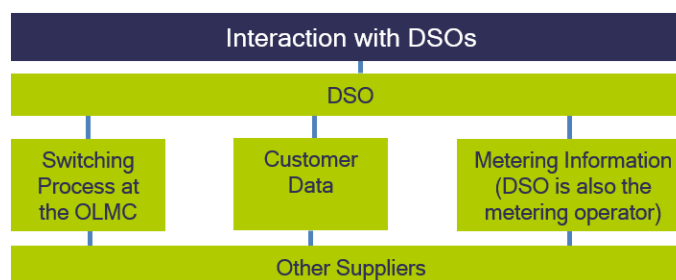 Interaction with DSOs
DSO
Switching
Process at
the OLMC
Customer
Data
Metering Information
(DSO is also the
metering operator)
Other Suppliers